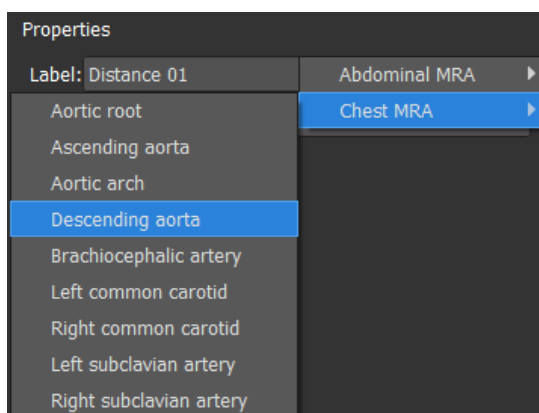 Properties
Label: Distance 01
Abdominal MRA
Chest MRA
Aortic root
Ascending aorta
Aortic arch
Descending aorta
Brachiocephalic artery
Left common carotid
Right common carotid
Left subclavian artery
Right subclavian artery